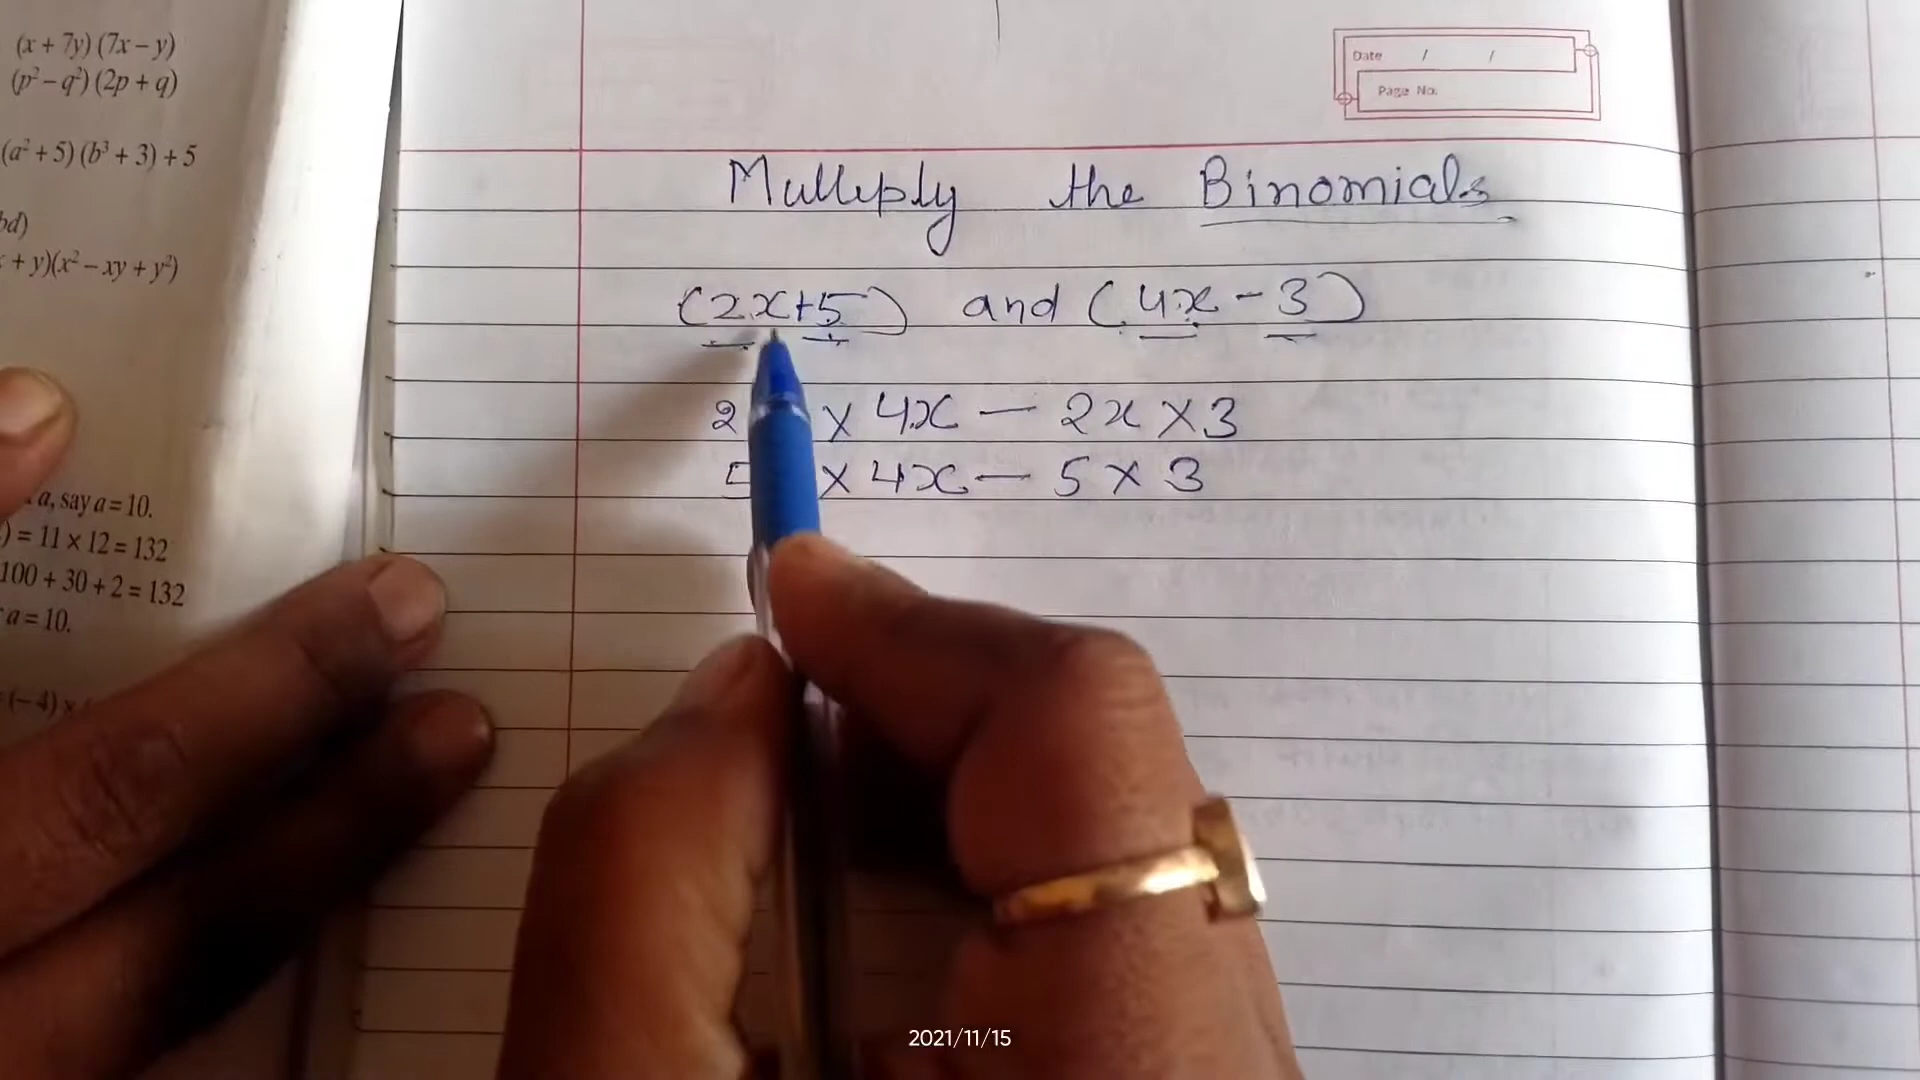 (x + 7y) (7x – y)
(p² – q²) (2p + q)
(a² + 5) (b³ + 3) + 5
bd)
+ y)(x² – xy + y²)
a, say a = 10.
) = 11 × 12 = 132
100 + 30 + 2 = 132
a = 10.
(– 4) ×
Date / /
Page No.
Multiply the Binomials
(2x+5) and (4x - 3)
2 × 4x — 2x × 3
5 × 4x — 5 × 3
2021/11/15